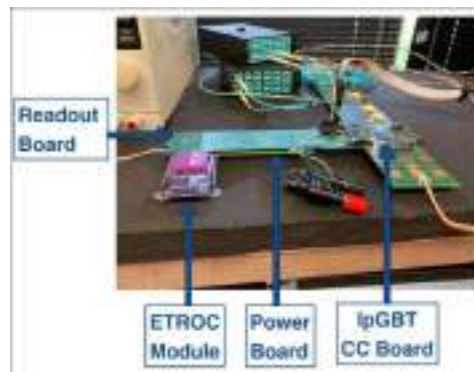 Readout
Board
ETROC
Module
Power
Board
lpGBT
CC Board